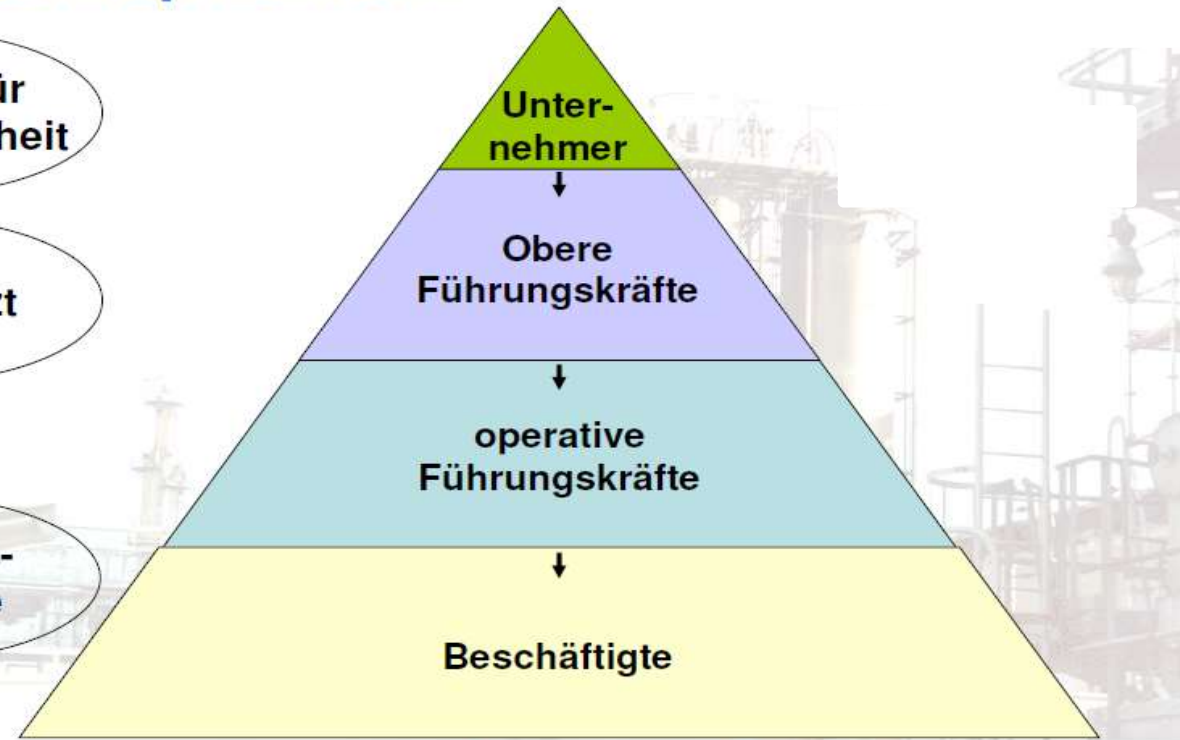 Unter-
nehmer
Obere
Führungskräfte
operative
Führungskräfte
Beschäftigte